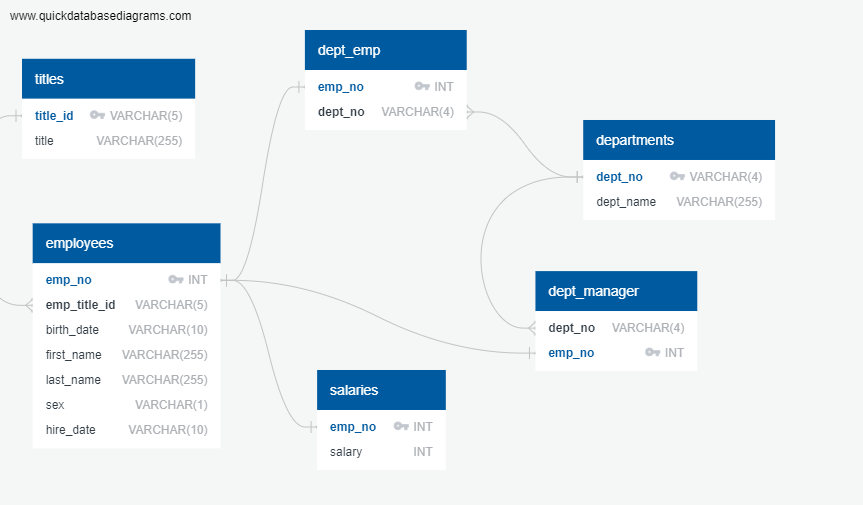 www.quickdatabasediagrams.com
titles
title_id VARCHAR(5)
title VARCHAR(255)
dept_emp
emp_no INT
dept_no VARCHAR(4)
departments
dept_no VARCHAR(4)
dept_name VARCHAR(255)
employees
emp_no INT
emp_title_id VARCHAR(5)
birth_date VARCHAR(10)
first_name VARCHAR(255)
last_name VARCHAR(255)
sex VARCHAR(1)
hire_date VARCHAR(10)
dept_manager
dept_no VARCHAR(4)
emp_no INT
salaries
emp_no INT
salary INT